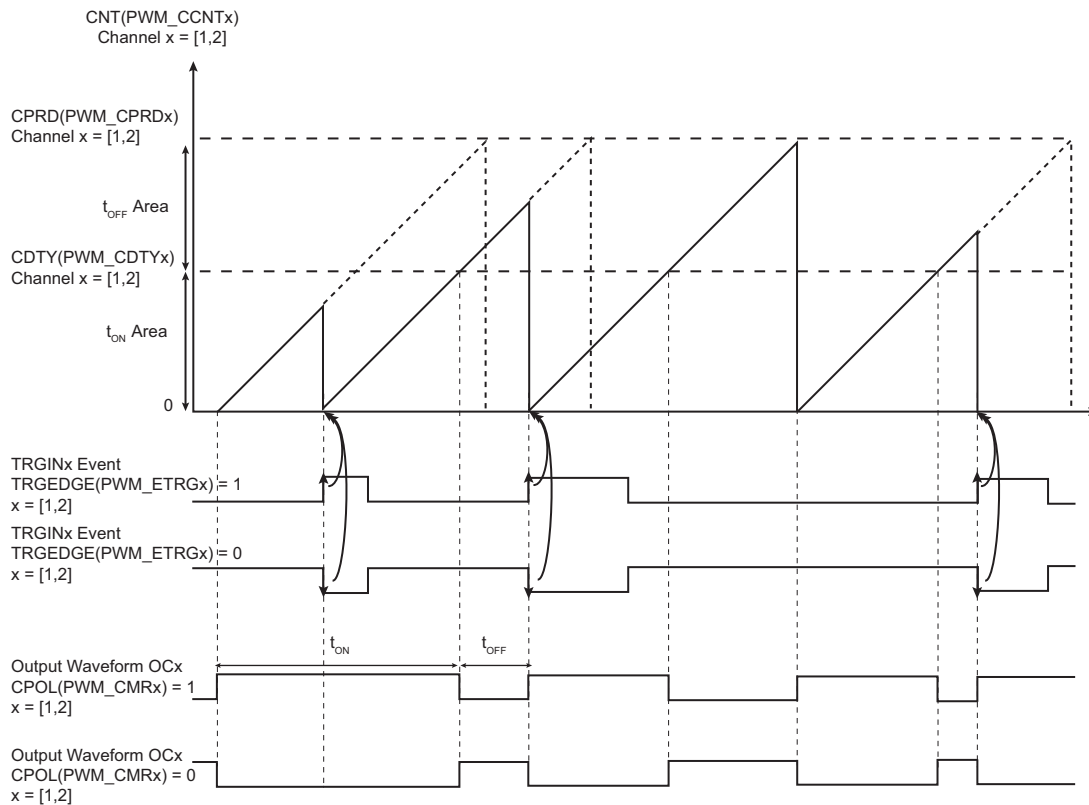 CNT(PWM_CCNTx)
Channel x = [1,2]
CPRD(PWM_CPRDx)
Channel x = [1,2]
tOFF Area
CDTY(PWM_CDTYx)
Channel x = [1,2]
tON Area
0
TRGINx Event
TRGEDGE(PWM_ETRGx) = 1
x = [1,2]
TRGINx Event
TRGEDGE(PWM_ETRGx) = 0
x = [1,2]
tON
tOFF
Output Waveform OCx
CPOL(PWM_CMRx) = 1
x = [1,2]
Output Waveform OCx
CPOL(PWM_CMRx) = 0
x = [1,2]